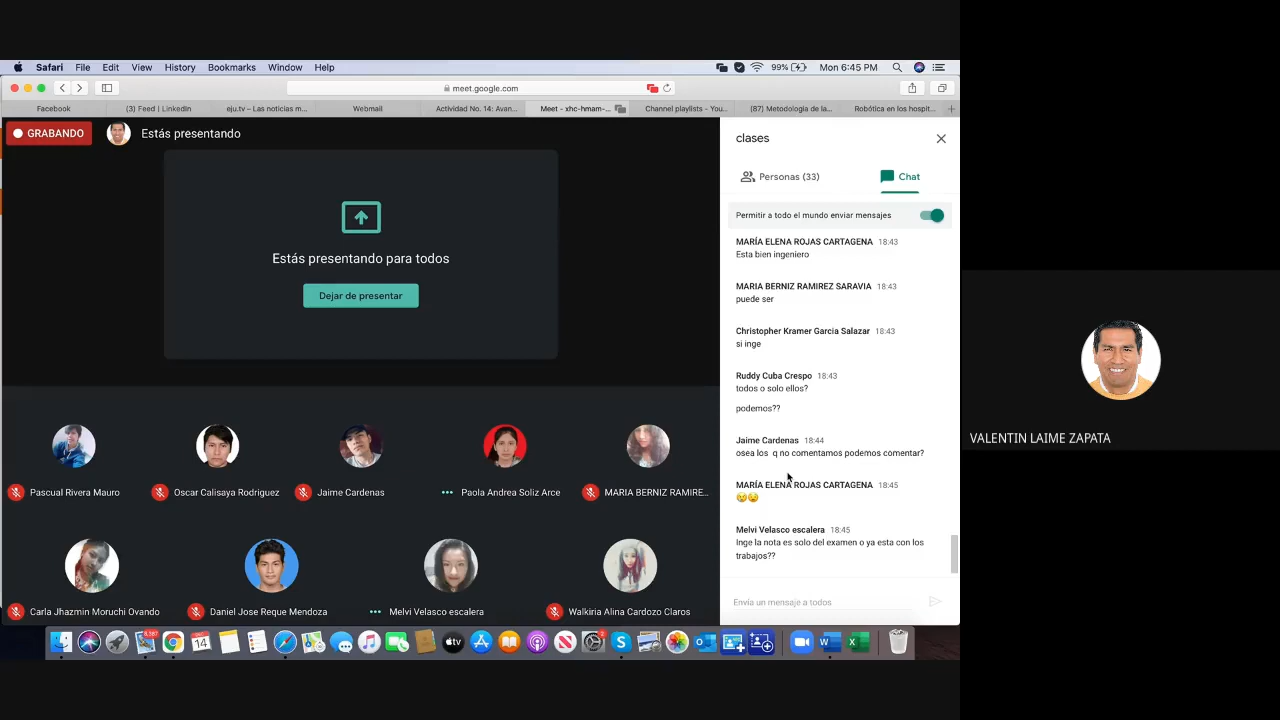 Safari File Edit View History Bookmarks Window Help
99% Mon 6:45 PM
meet.google.com
Facebook
(3) Feed | LinkedIn
eju.tv – Las noticias m...
Webmail
Actividad No. 14: Avan...
Meet - xhc-hmam-...
Channel playlists - You...
(87) Metodología de la...
Robótica en los hospit...
GRABANDO
Estás presentando
Estás presentando para todos
Dejar de presentar
Pascual Rivera Mauro
Oscar Calisaya Rodriguez
Jaime Cardenas
Paola Andrea Soliz Arce
MARIA BERNIZ RAMIRE...
Carla Jhazmin Moruchi Ovando
Daniel Jose Reque Mendoza
Melvi Velasco escalera
Walkiria Alina Cardozo Claros
clases
Personas (33)
Chat
Permitir a todo el mundo enviar mensajes
MARÍA ELENA ROJAS CARTAGENA 18:43
Esta bien ingeniero
MARIA BERNIZ RAMIREZ SARAVIA 18:43
puede ser
Christopher Kramer Garcia Salazar 18:43
si inge
Ruddy Cuba Crespo 18:43
todos o solo ellos?
podemos??
Jaime Cardenas 18:44
osea los q no comentamos podemos comentar?
MARÍA ELENA ROJAS CARTAGENA 18:45
😢😧
Melvi Velasco escalera 18:45
Inge la nota es solo del examen o ya esta con los
trabajos??
Envía un mensaje a todos
VALENTIN LAIME ZAPATA
8,387
14
tv